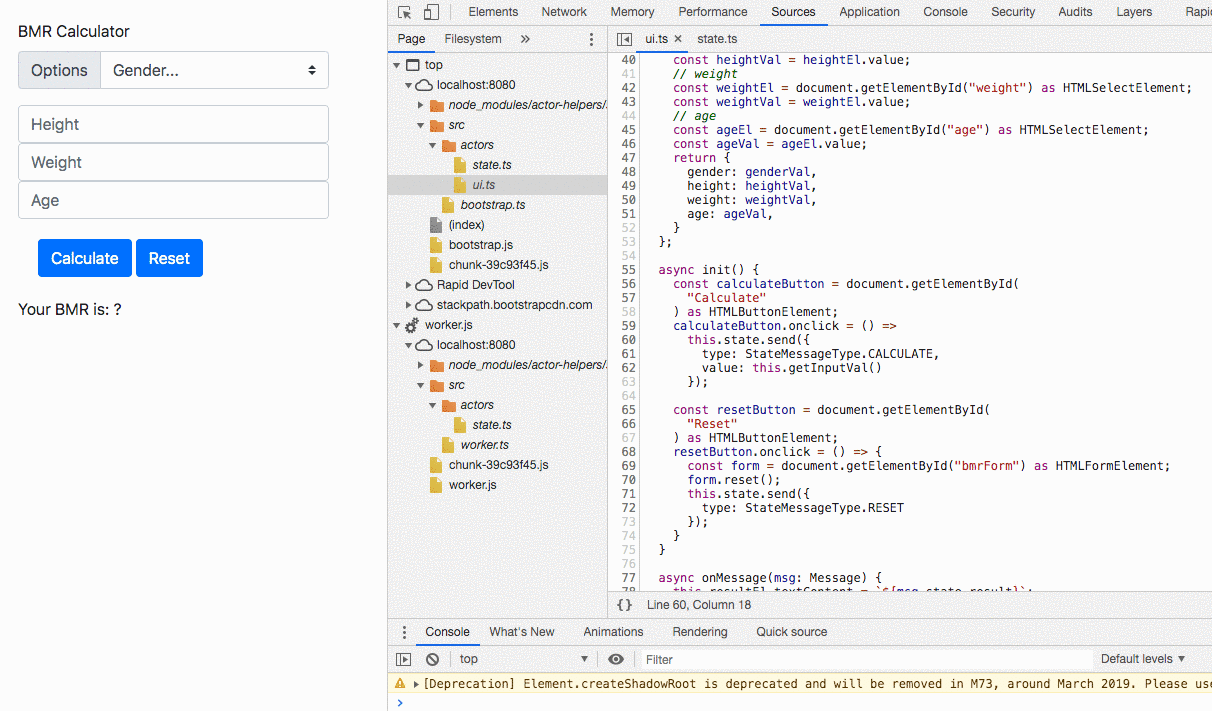 BMR Calculator
Options Gender...
Height
Weight
Age
Calculate Reset
Your BMR is: ?
Elements Network Memory Performance Sources Application Console Security Audits Layers Rapi
Page Filesystem »
top
localhost:8080
node_modules/actor-helpers/
src
actors
state.ts
ui.ts
bootstrap.ts
(index)
bootstrap.js
chunk-39c93f45.js
Rapid DevTool
stackpath.bootstrapcdn.com
worker.js
localhost:8080
node_modules/actor-helpers/
src
actors
state.ts
worker.ts
chunk-39c93f45.js
worker.js
ui.ts × state.ts
40 const heightVal = heightEl.value;
41 // weight
42 const weightEl = document.getElementById("weight") as HTMLSelectElement;
43 const weightVal = weightEl.value;
44 // age
45 const ageEl = document.getElementById("age") as HTMLSelectElement;
46 const ageVal = ageEl.value;
47 return {
48 gender: genderVal,
49 height: heightVal,
50 weight: weightVal,
51 age: ageVal,
52 }
53 };
54
55 async init() {
56 const calculateButton = document.getElementById(
57 "Calculate"
58 ) as HTMLButtonElement;
59 calculateButton.onclick = () =>
60 this.state.send({
61 type: StateMessageType.CALCULATE,
62 value: this.getInputVal()
63 });
64
65 const resetButton = document.getElementById(
66 "Reset"
67 ) as HTMLButtonElement;
68 resetButton.onclick = () => {
69 const form = document.getElementById("bmrForm") as HTMLFormElement;
70 form.reset();
71 this.state.send({
72 type: StateMessageType.RESET
73 });
74 }
75 }
76
77 async onMessage(msg: Message) {
78 this.resultEl.textContent = `${msg.state.result}`;
{} Line 60, Column 18
Console What's New Animations Rendering Quick source
top Filter Default levels
[Deprecation] Element.createShadowRoot is deprecated and will be removed in M73, around March 2019. Please use